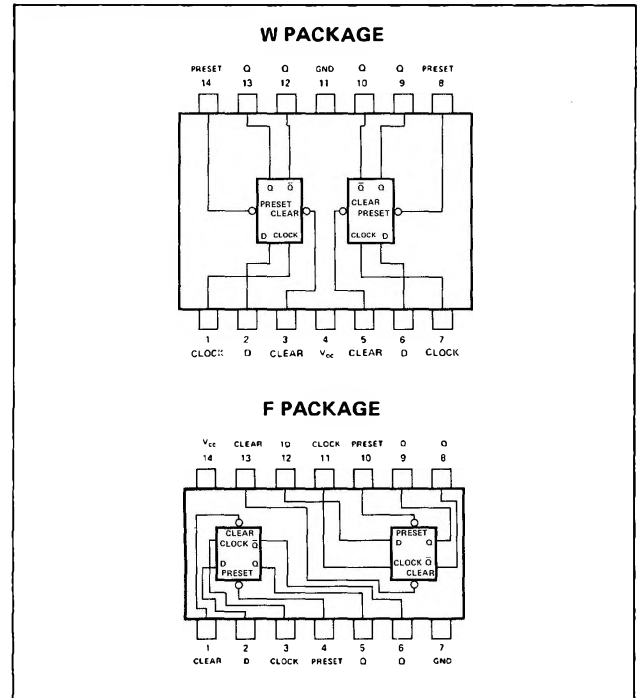 W PACKAGE
PRESET Q Q GND Q Q PRESET
14 13 12 11 10 9 8
Q Q̅ Q̅ Q
PRESET CLEAR
CLEAR PRESET
D CLOCK CLOCK D
1 2 3 4 5 6 7
CLOCK D CLEAR Vcc CLEAR D CLOCK
F PACKAGE
Vcc CLEAR 1D CLOCK PRESET Q Q
14 13 12 11 10 9 8
CLEAR PRESET
CLOCK Q̅ D Q
D Q CLOCK Q̅
PRESET CLEAR
1 2 3 4 5 6 7
CLEAR D CLOCK PRESET Q Q GND